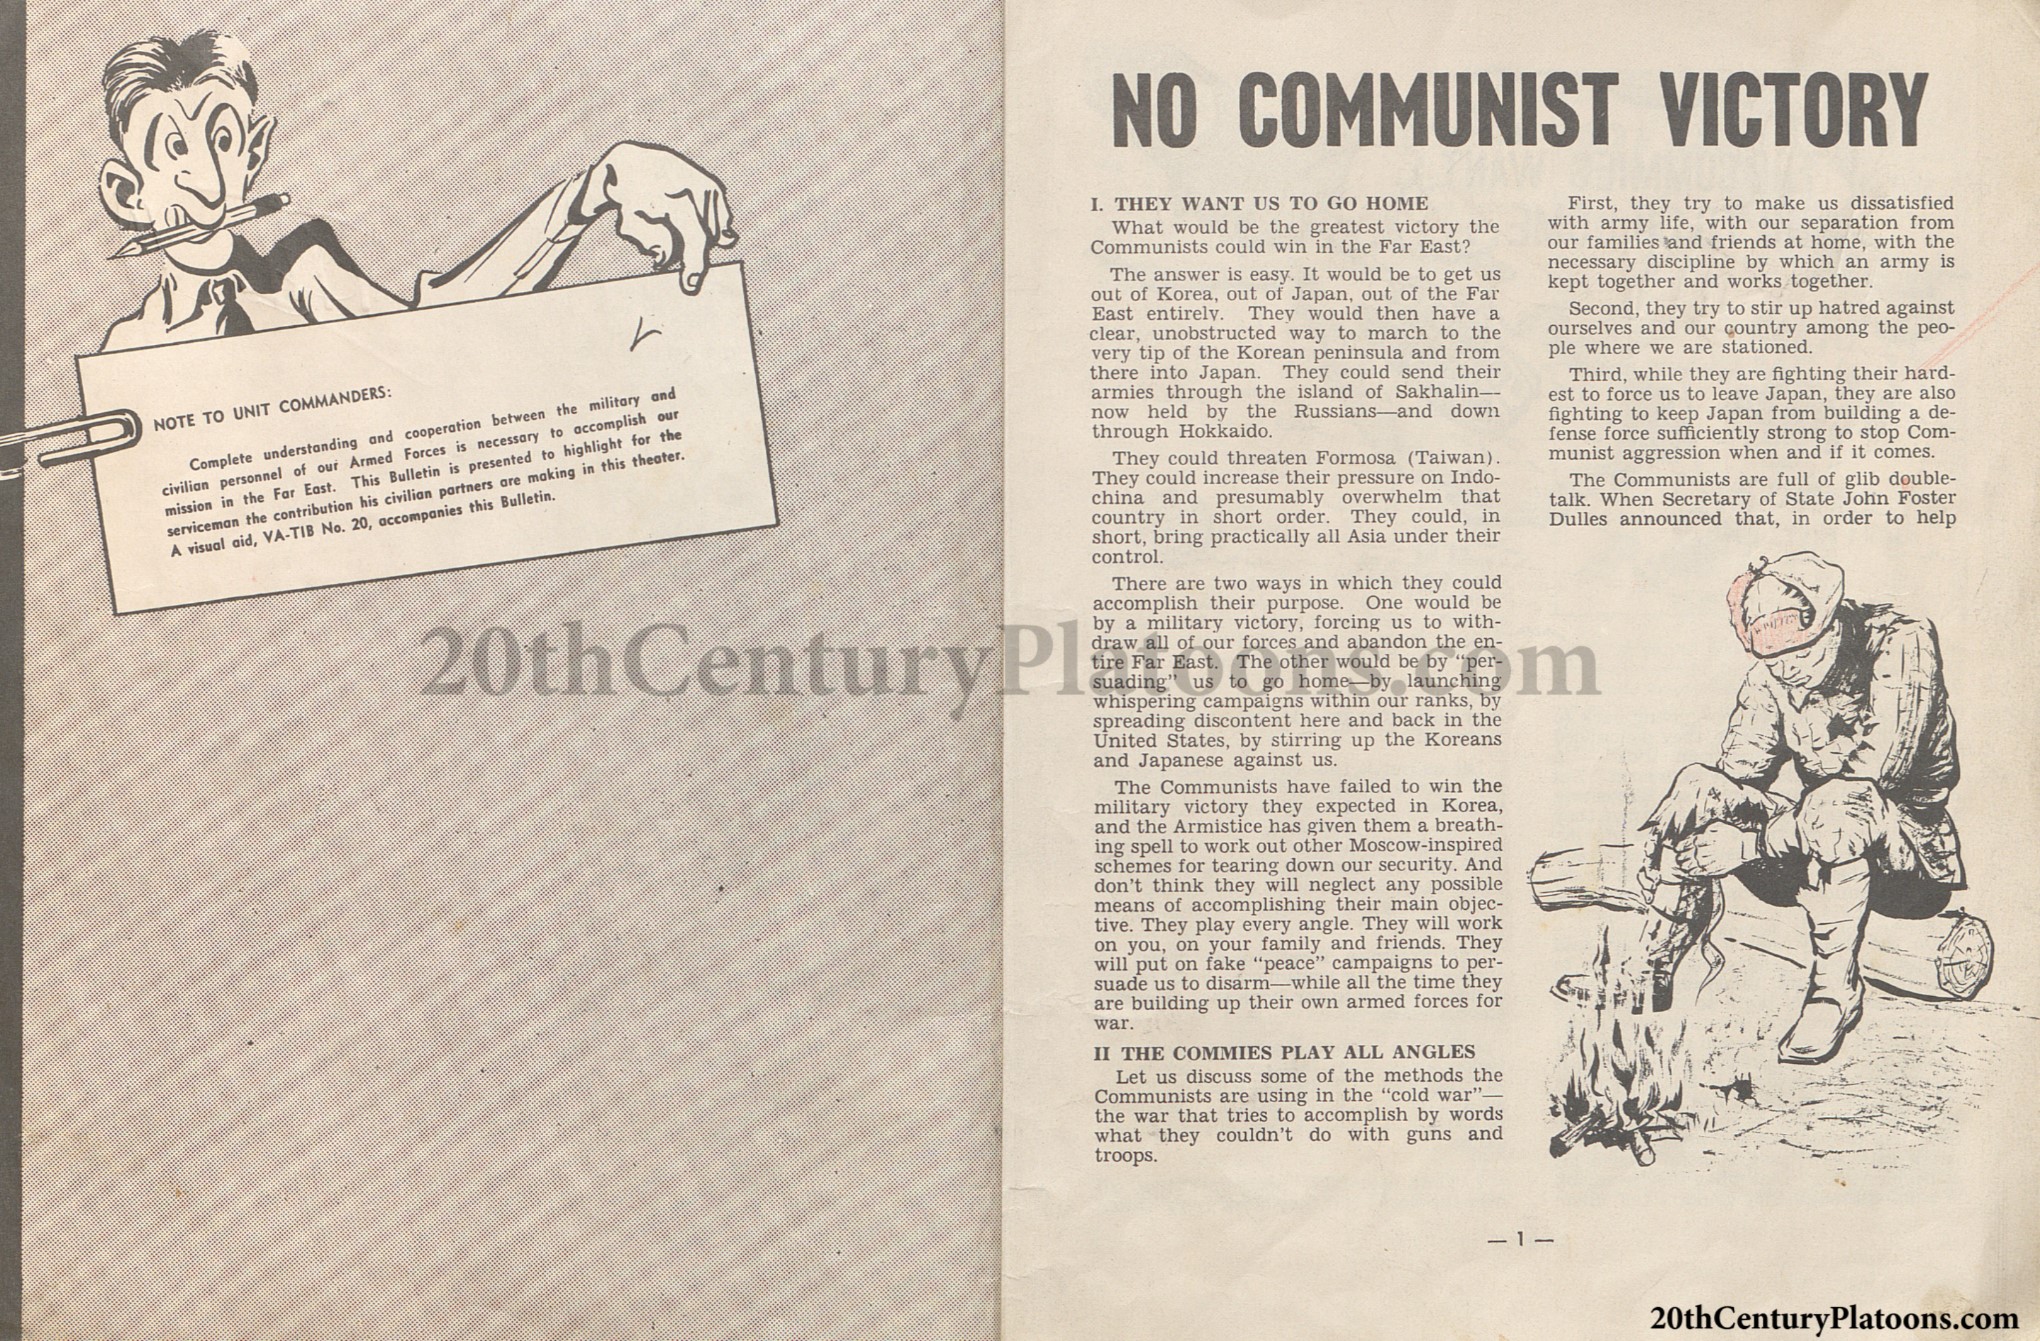 NOTE TO UNIT COMMANDERS:
Complete understanding and cooperation between the military and
civilian personnel of our Armed Forces is necessary to accomplish our
mission in the Far East. This Bulletin is presented to highlight for the
serviceman the contribution his civilian partners are making in this theater.
A visual aid, VA-TIB No. 20, accompanies this Bulletin.
NO COMMUNIST VICTORY
I. THEY WANT US TO GO HOME
What would be the greatest victory the
Communists could win in the Far East?
The answer is easy. It would be to get us
out of Korea, out of Japan, out of the Far
East entirely. They would then have a
clear, unobstructed way to march to the
very tip of the Korean peninsula and from
there into Japan. They could send their
armies through the island of Sakhalin—
now held by the Russians—and down
through Hokkaido.
They could threaten Formosa (Taiwan).
They could increase their pressure on Indo-
china and presumably overwhelm that
country in short order. They could, in
short, bring practically all Asia under their
control.
There are two ways in which they could
accomplish their purpose. One would be
by a military victory, forcing us to with-
draw all of our forces and abandon the en-
tire Far East. The other would be by "per-
suading" us to go home—by launching
whispering campaigns within our ranks, by
spreading discontent here and back in the
United States, by stirring up the Koreans
and Japanese against us.
The Communists have failed to win the
military victory they expected in Korea,
and the Armistice has given them a breath-
ing spell to work out other Moscow-inspired
schemes for tearing down our security. And
don't think they will neglect any possible
means of accomplishing their main objec-
tive. They play every angle. They will work
on you, on your family and friends. They
will put on fake "peace" campaigns to per-
suade us to disarm—while all the time they
are building up their own armed forces for
war.
II THE COMMIES PLAY ALL ANGLES
Let us discuss some of the methods the
Communists are using in the "cold war"—
the war that tries to accomplish by words
what they couldn't do with guns and
troops.
First, they try to make us dissatisfied
with army life, with our separation from
our families and friends at home, with the
necessary discipline by which an army is
kept together and works together.
Second, they try to stir up hatred against
ourselves and our country among the peo-
ple where we are stationed.
Third, while they are fighting their hard-
est to force us to leave Japan, they are also
fighting to keep Japan from building a de-
fense force sufficiently strong to stop Com-
munist aggression when and if it comes.
The Communists are full of glib double-
talk. When Secretary of State John Foster
Dulles announced that, in order to help
— 1 —
20thCenturyPlatoons.com
20thCenturyPlatoons.com